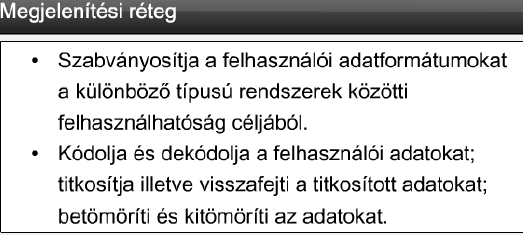 Megjelenítési réteg
• Szabványosítja a felhasználói adatformátumokat
a különböző típusú rendszerek közötti
felhasználhatóság céljából.
• Kódolja és dekódolja a felhasználói adatokat;
titkosítja illetve visszafejti a titkosított adatokat;
betömöríti és kitömöríti az adatokat.